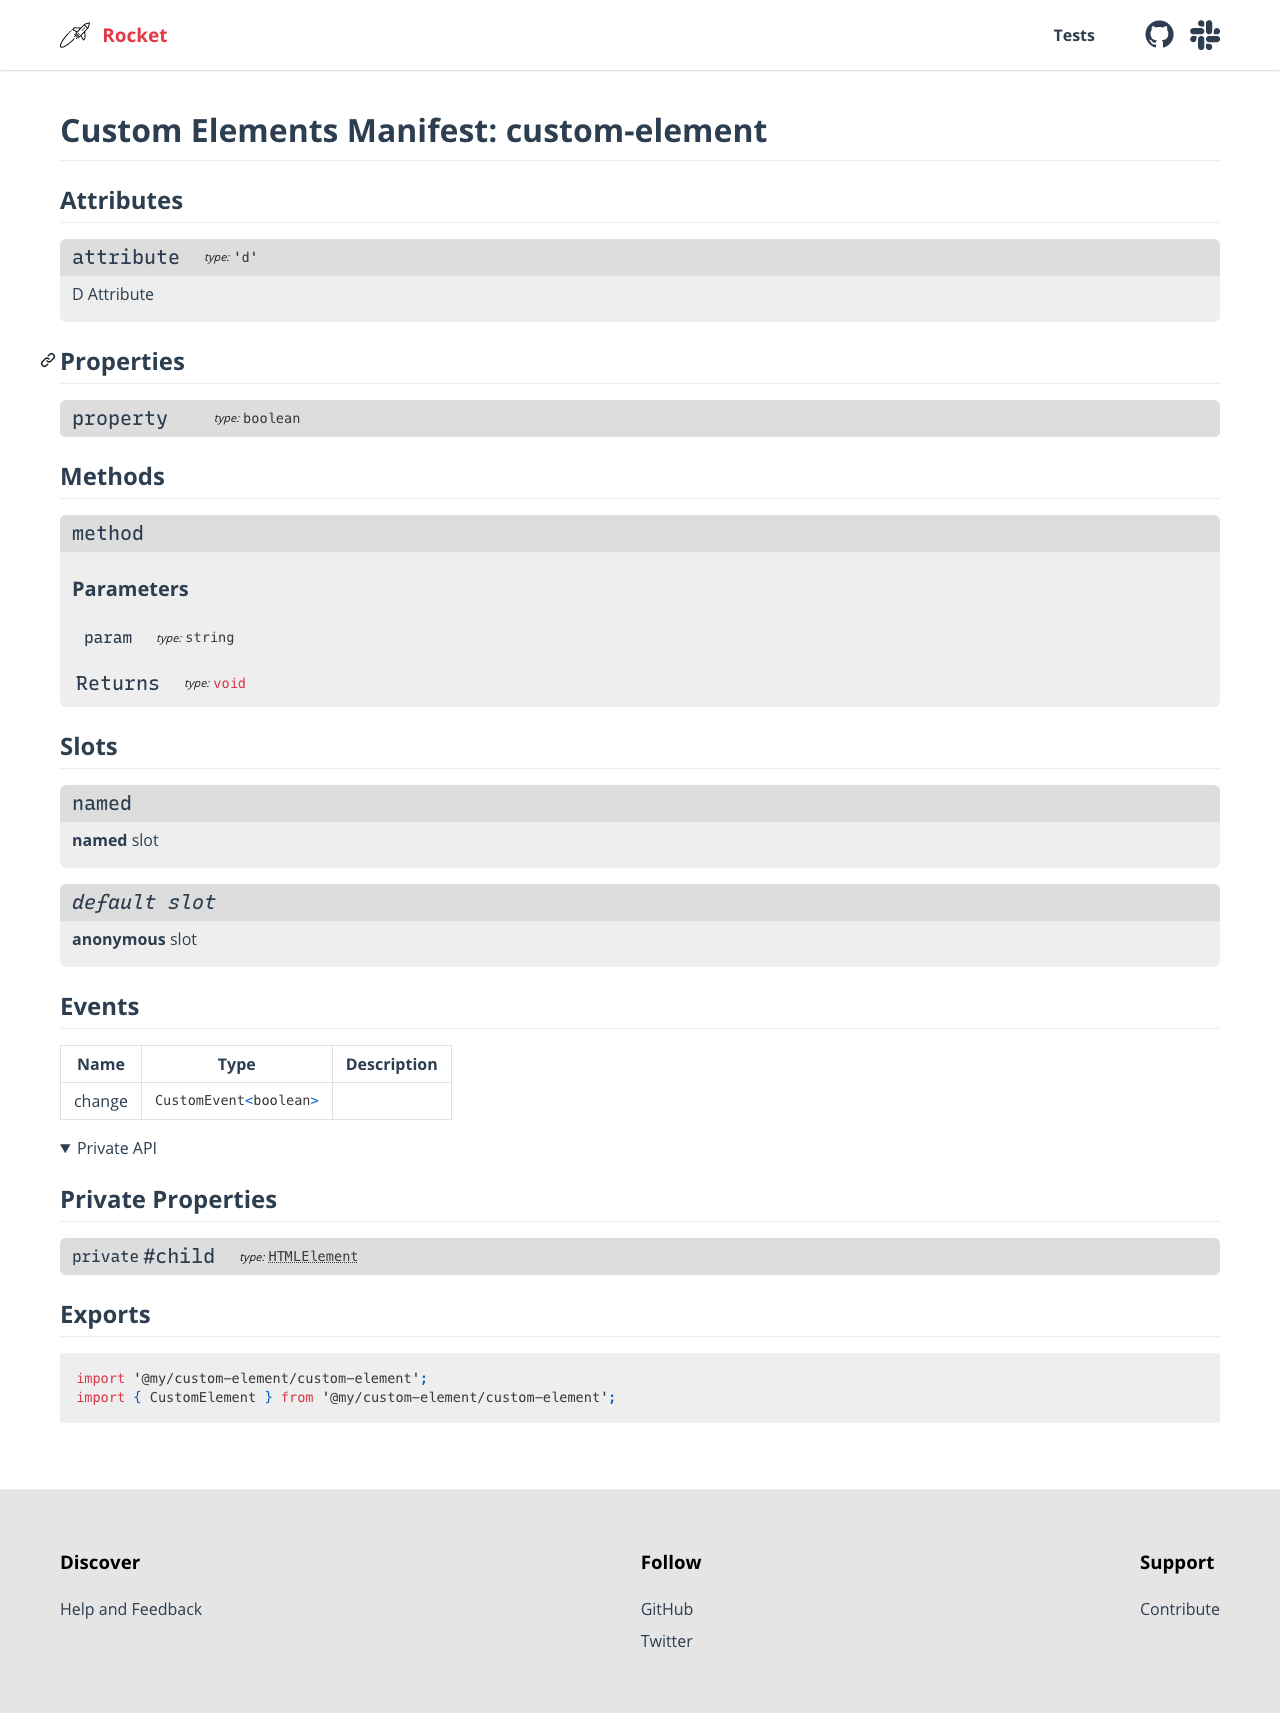 Rocket
Tests
Custom Elements Manifest: custom-element
Attributes
attribute type: 'd'
D Attribute
Properties
property type: boolean
Methods
method
Parameters
param type: string
Returns type: void
Slots
named
named slot
default slot
anonymous slot
Events
Name Type Description
change CustomEvent<boolean>
▼ Private API
Private Properties
private #child type: HTMLElement
Exports
import '@my/custom-element/custom-element';
import { CustomElement } from '@my/custom-element/custom-element';
Discover Follow Support
Help and Feedback GitHub Contribute
Twitter